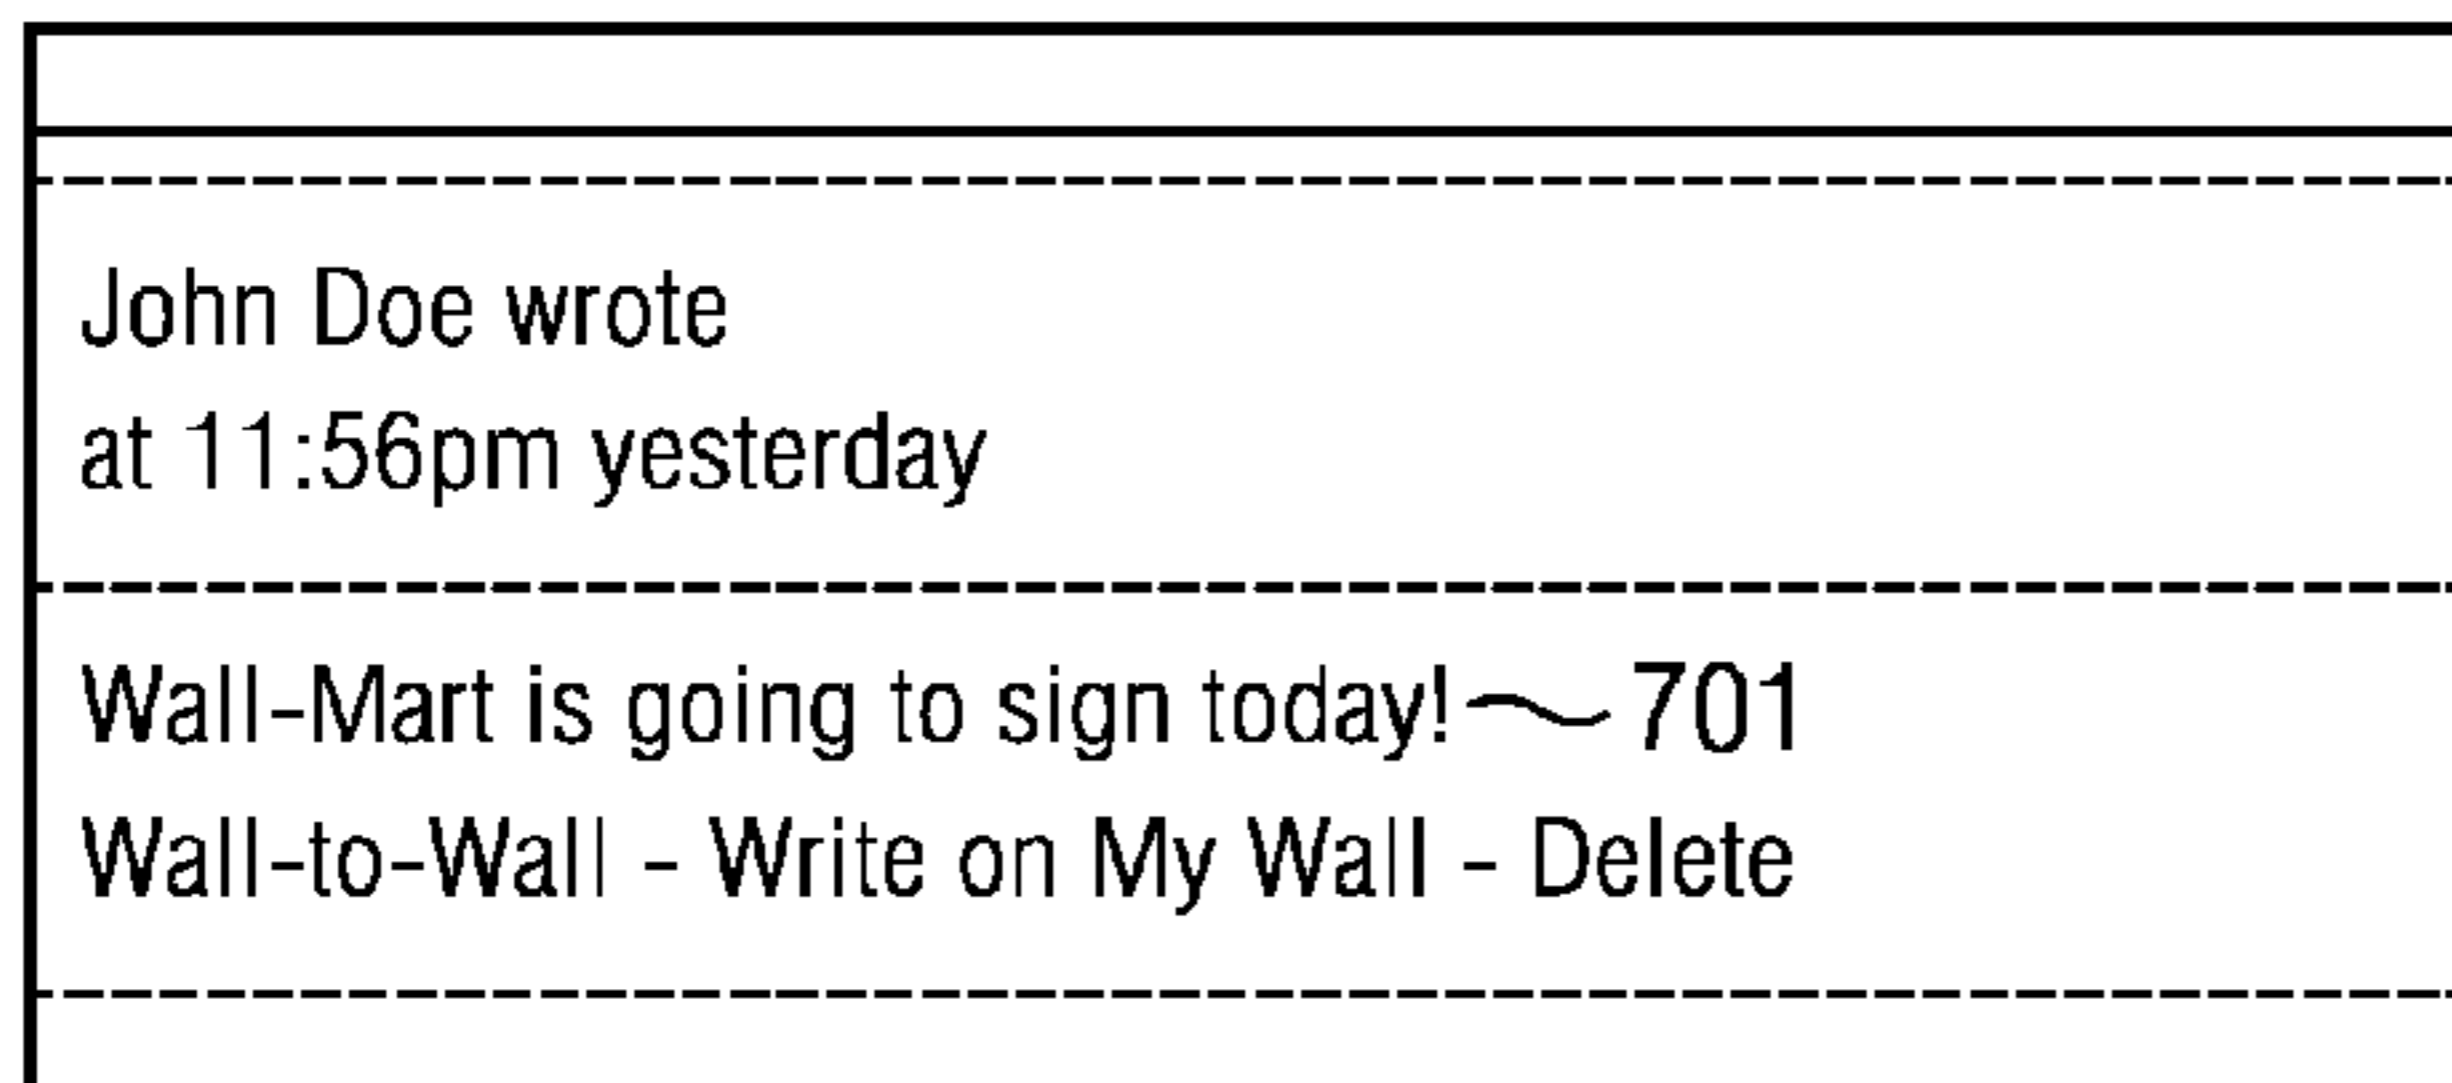 John Doe wrote
at 11:56pm yesterday
Wall-Mart is going to sign today! 701
Wall-to-Wall - Write on My Wall - Delete